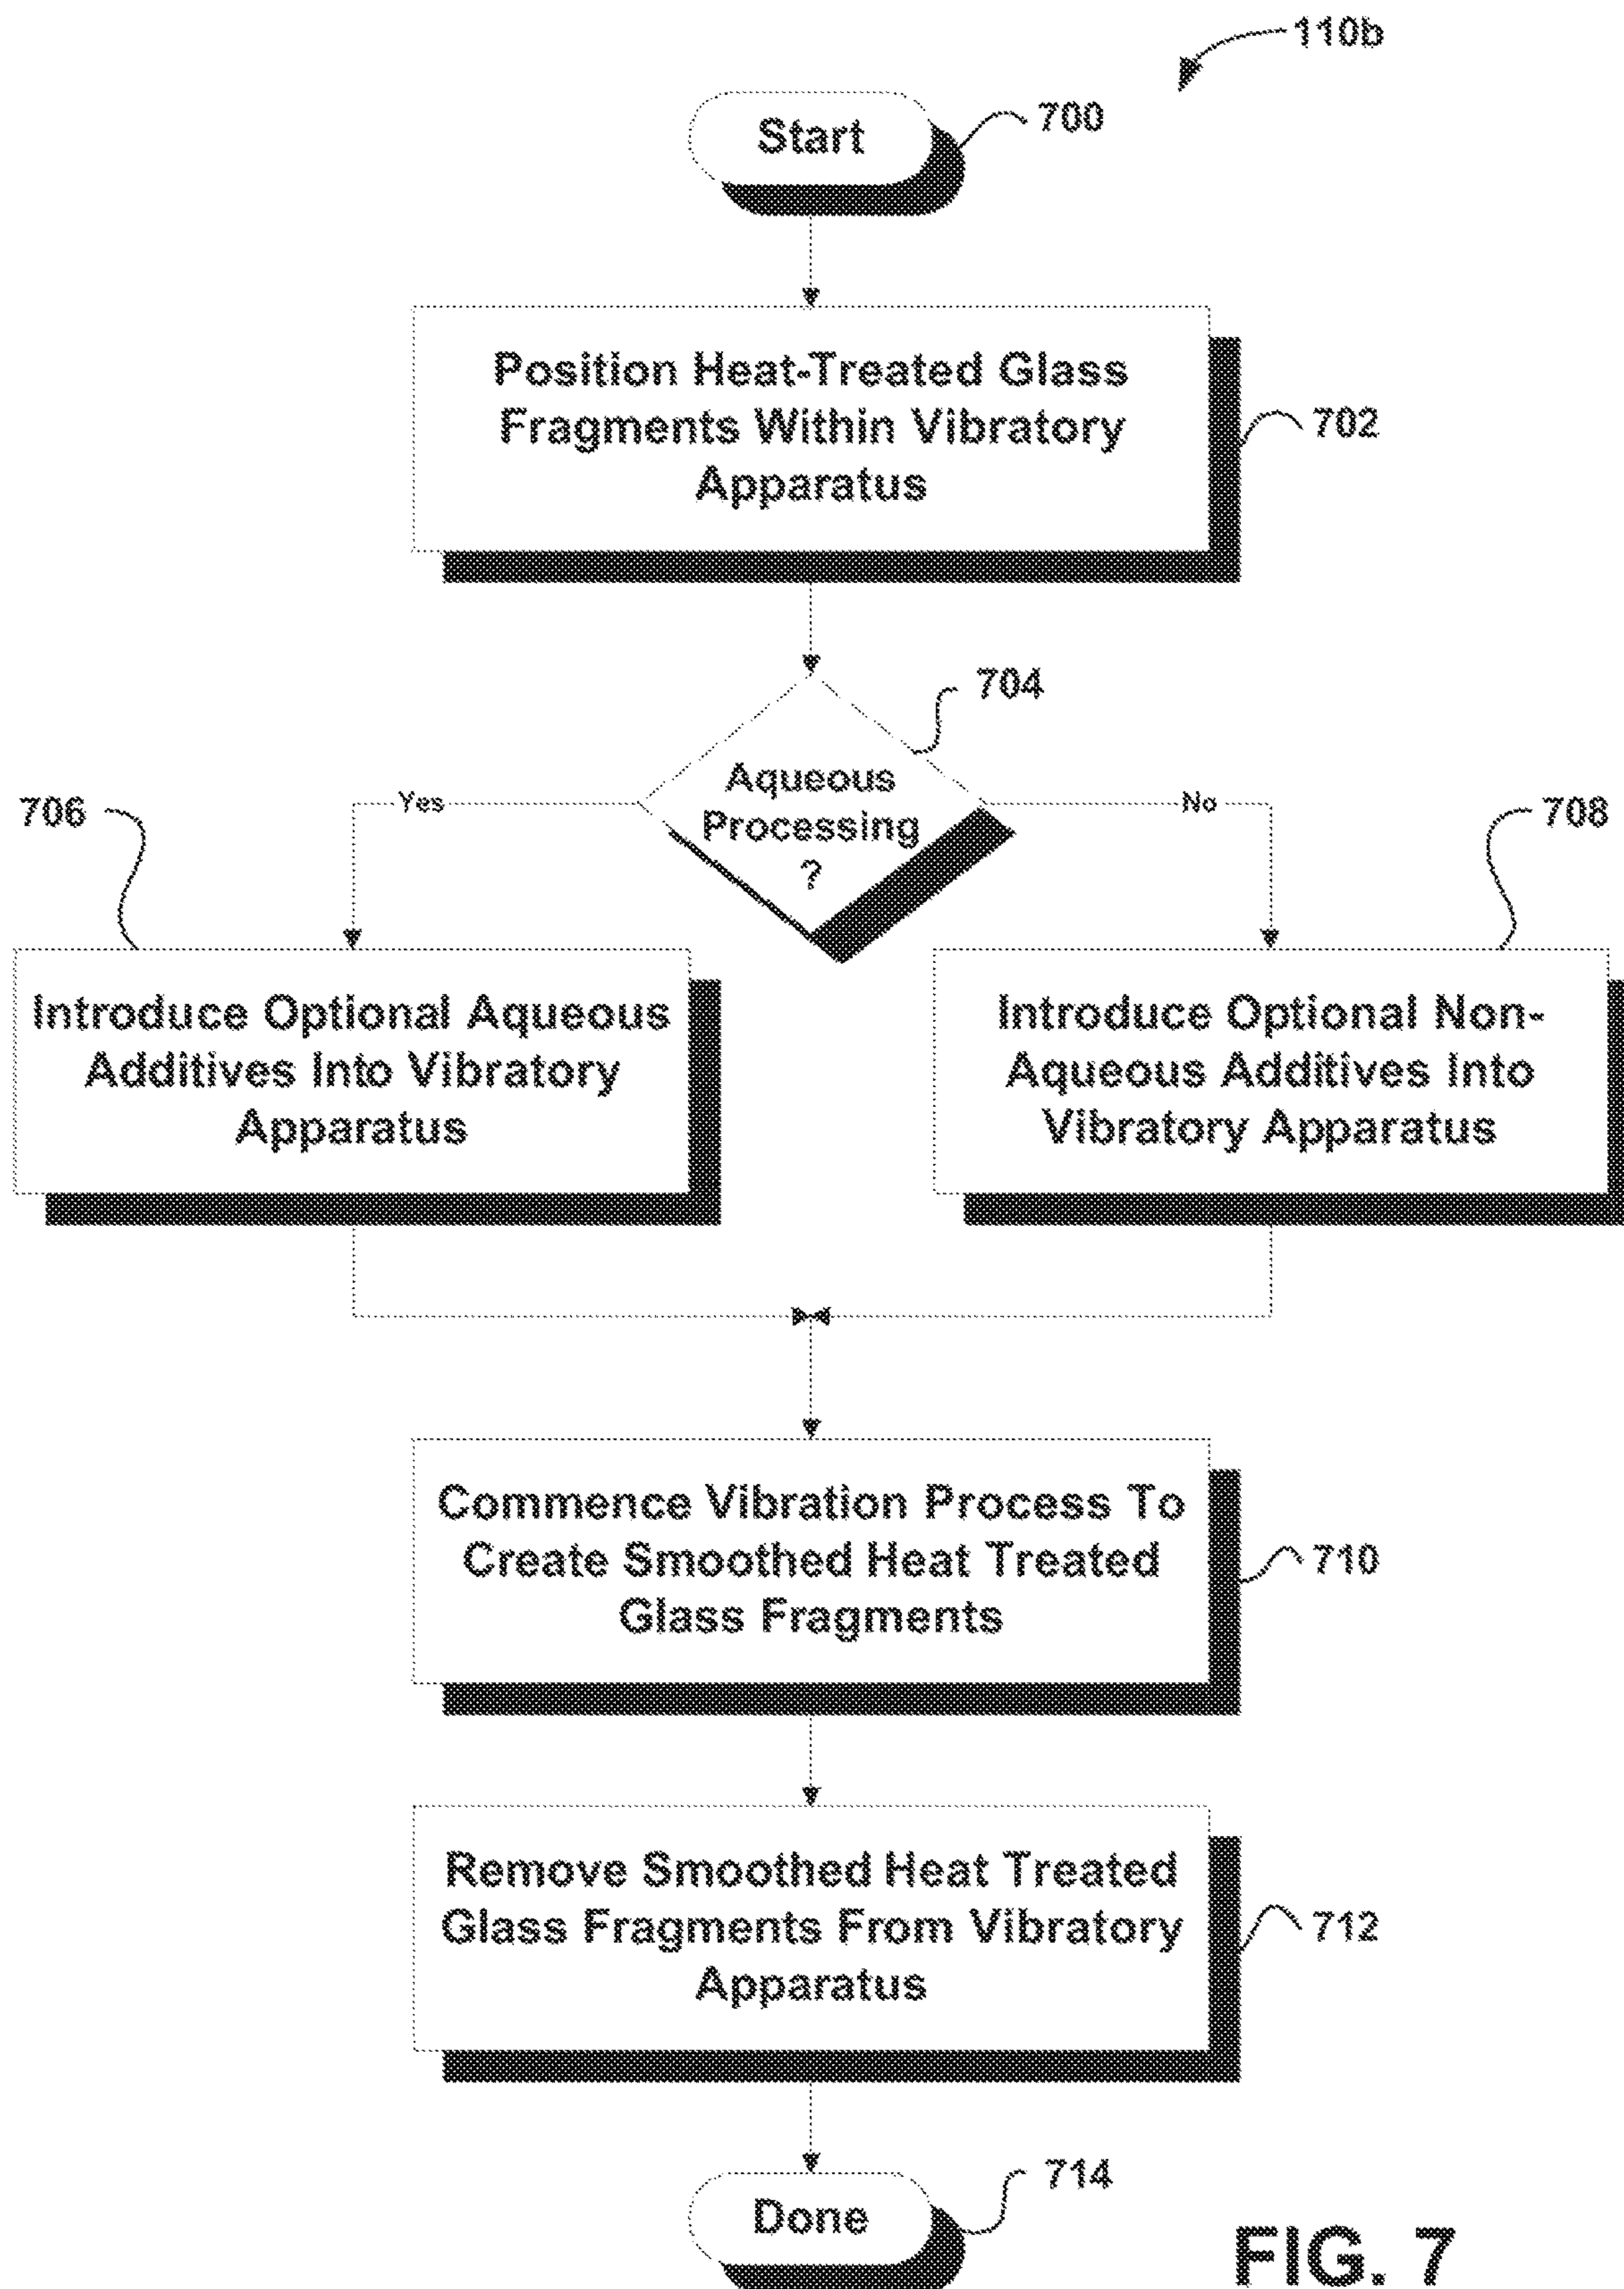 110b
Start
700
Position Heat-Treated Glass
Fragments Within Vibratory
Apparatus
702
704
Aqueous
Processing
?
Yes
No
706
708
Introduce Optional Aqueous
Additives Into Vibratory
Apparatus
Introduce Optional Non-
Aqueous Additives Into
Vibratory Apparatus
Commence Vibration Process To
Create Smoothed Heat Treated
Glass Fragments
710
Remove Smoothed Heat Treated
Glass Fragments From Vibratory
Apparatus
712
Done
714
FIG. 7